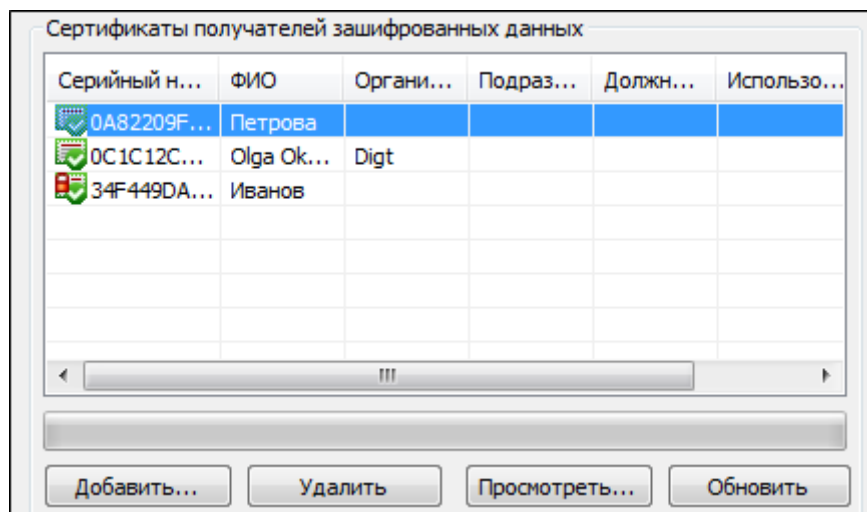 Сертификаты получателей зашифрованных данных
Серийный н... ФИО Органи... Подраз... Должн... Использо...
0A82209F... Петрова
0C1C12C... Olga Ok... Digt
34F449DA... Иванов
Добавить... Удалить Просмотреть... Обновить